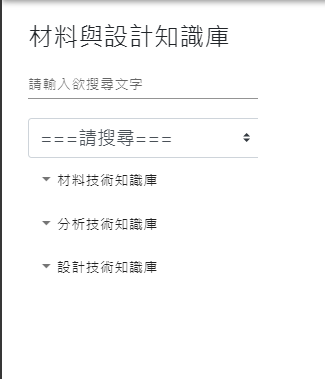 材料與設計知識庫
請輸入欲搜尋文字
===請搜尋===
材料技術知識庫
分析技術知識庫
設計技術知識庫